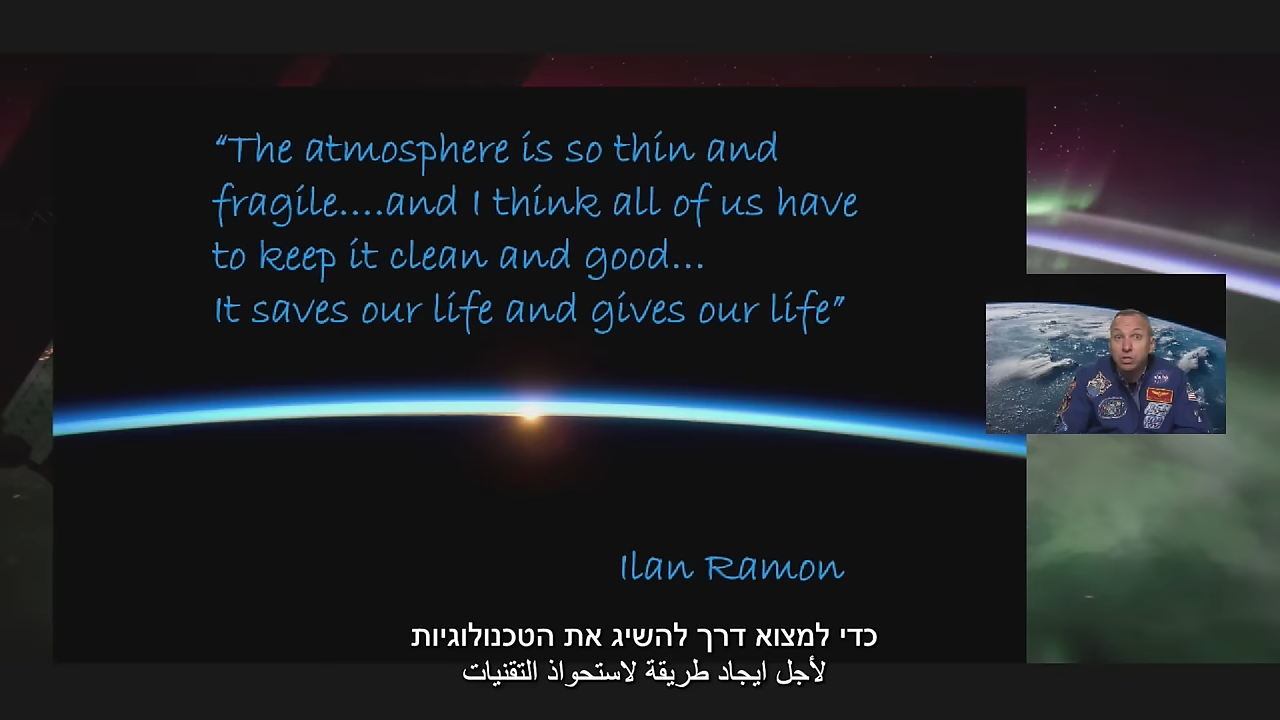 “The atmosphere is so thin and
fragile....and I think all of us have
to keep it clean and good...
It saves our life and gives our life”
Ilan Ramon
כדי למצוא דרך להשיג את הטכנולוגיות
لأجل ايجاد طريقة لاستحواذ التقنيات